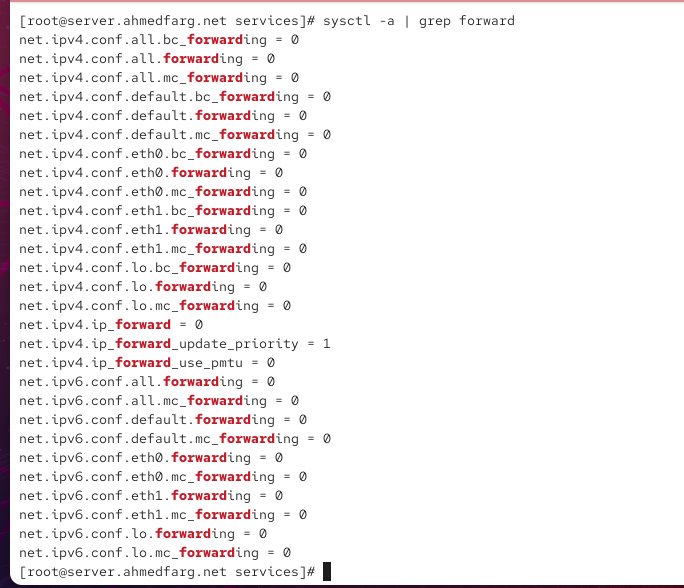 [root@server.ahmedfarg.net services]# sysctl -a | grep forward
net.ipv4.conf.all.bc_forwarding = 0
net.ipv4.conf.all.forwarding = 0
net.ipv4.conf.all.mc_forwarding = 0
net.ipv4.conf.default.bc_forwarding = 0
net.ipv4.conf.default.forwarding = 0
net.ipv4.conf.default.mc_forwarding = 0
net.ipv4.conf.eth0.bc_forwarding = 0
net.ipv4.conf.eth0.forwarding = 0
net.ipv4.conf.eth0.mc_forwarding = 0
net.ipv4.conf.eth1.bc_forwarding = 0
net.ipv4.conf.eth1.forwarding = 0
net.ipv4.conf.eth1.mc_forwarding = 0
net.ipv4.conf.lo.bc_forwarding = 0
net.ipv4.conf.lo.forwarding = 0
net.ipv4.conf.lo.mc_forwarding = 0
net.ipv4.ip_forward = 0
net.ipv4.ip_forward_update_priority = 1
net.ipv4.ip_forward_use_pmtu = 0
net.ipv6.conf.all.forwarding = 0
net.ipv6.conf.all.mc_forwarding = 0
net.ipv6.conf.default.forwarding = 0
net.ipv6.conf.default.mc_forwarding = 0
net.ipv6.conf.eth0.forwarding = 0
net.ipv6.conf.eth0.mc_forwarding = 0
net.ipv6.conf.eth1.forwarding = 0
net.ipv6.conf.eth1.mc_forwarding = 0
net.ipv6.conf.lo.forwarding = 0
net.ipv6.conf.lo.mc_forwarding = 0
[root@server.ahmedfarg.net services]#